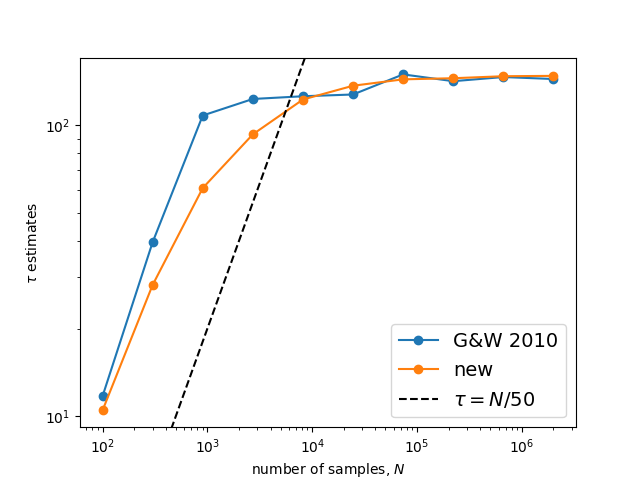 10²
10¹
τ estimates
G&W 2010
new
τ = N/50
10²
10³
10⁴
10⁵
10⁶
number of samples, N